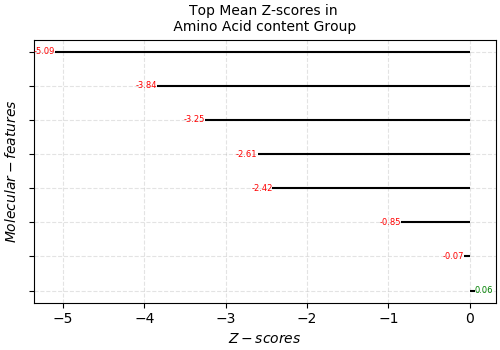 Top Mean Z-scores in
Amino Acid content Group
-5.09
-3.84
-3.25
-2.61
-2.42
-0.85
-0.07
0.06
Molecular − features
−5 −4 −3 −2 −1 0
Z − scores